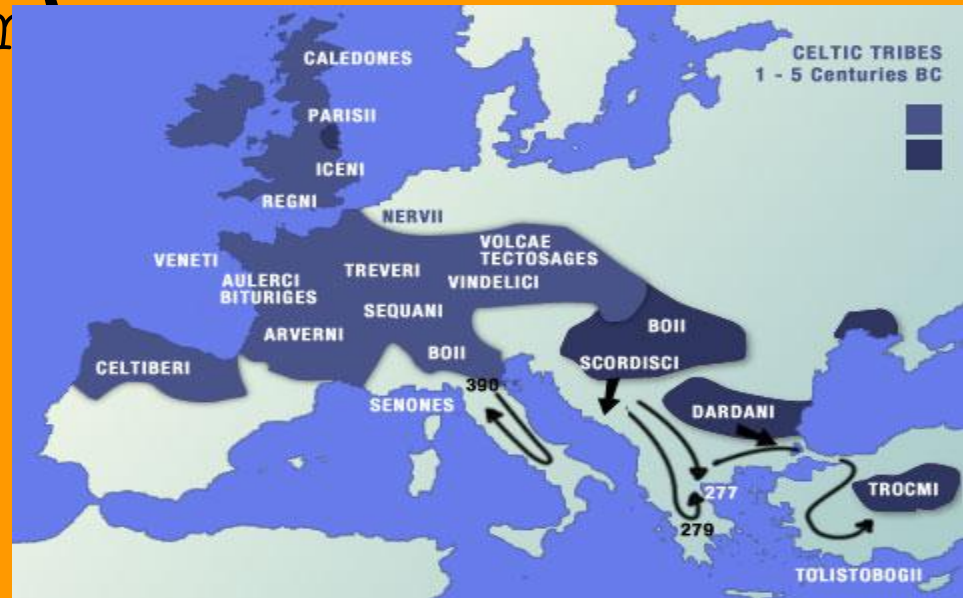 m
CELTIC TRIBES
1 - 5 Centuries BC
CALEDONES
PARISII
ICENI
REGNI
NERVII
VENETI
VOLCAE
TECTOSAGES
AULERCI
BITURIGES
TREVERI
VINDELICI
SEQUANI
ARVERNI
BOII
BOII
CELTIBERI
SCORDISCI
390
SENONES
DARDANI
277
TROCMI
279
TOLISTOBOGII